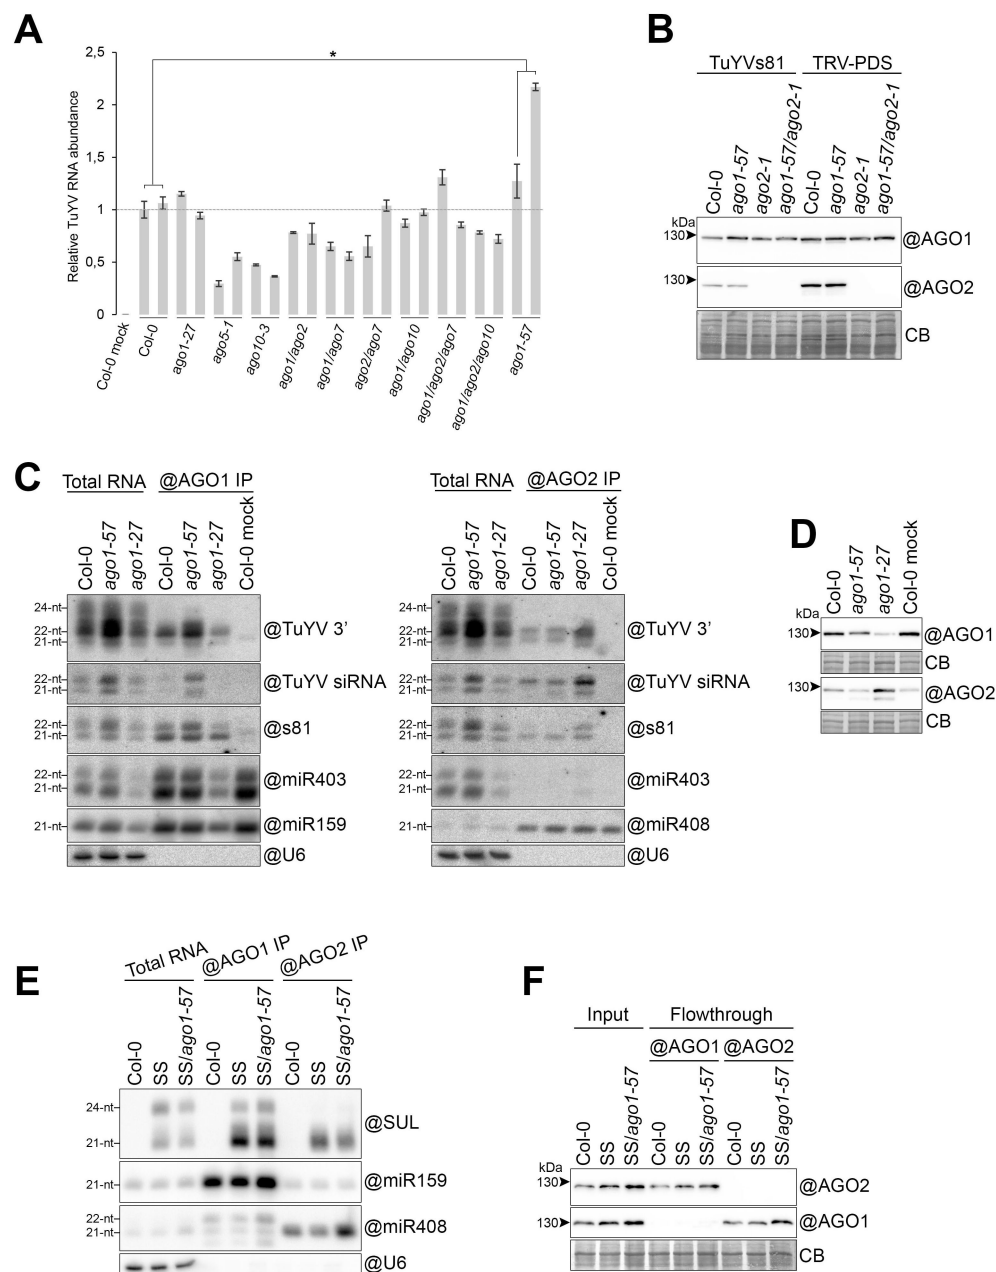 A
Relative TuYV RNA abundance
2,5
2
1,5
1
0,5
0
*
Col-0 mock
Col-0
ago1-27
ago5-1
ago10-3
ago1/ago2
ago1/ago7
ago2/ago7
ago1/ago10
ago1/ago2/ago7
ago1/ago2/ago10
ago1-57
B
TuYVs81 TRV-PDS
Col-0 ago1-57 ago2-1 ago1-57/ago2-1 Col-0 ago1-57 ago2-1 ago1-57/ago2-1
kDa
130 @AGO1
130 @AGO2
CB
C
Total RNA @AGO1 IP
Col-0 ago1-57 ago1-27 Col-0 ago1-57 ago1-27 Col-0 mock
24-nt
22-nt @TuYV 3’
21-nt
22-nt @TuYV siRNA
21-nt
22-nt @s81
21-nt
22-nt @miR403
21-nt
21-nt @miR159
@U6
Total RNA @AGO2 IP
Col-0 ago1-57 ago1-27 Col-0 ago1-57 ago1-27 Col-0 mock
24-nt
22-nt @TuYV 3’
21-nt
22-nt @TuYV siRNA
21-nt
22-nt @s81
21-nt
22-nt @miR403
21-nt
21-nt @miR408
@U6
D
Col-0 ago1-57 ago1-27 Col-0 mock
kDa
130 @AGO1
CB
130 @AGO2
CB
E
Total RNA @AGO1 IP @AGO2 IP
Col-0 SS SS/ago1-57 Col-0 SS SS/ago1-57 Col-0 SS SS/ago1-57
24-nt
@SUL
21-nt
21-nt @miR159
22-nt
21-nt @miR408
@U6
F
Input Flowthrough
@AGO1 @AGO2
Col-0 SS SS/ago1-57 Col-0 SS SS/ago1-57 Col-0 SS SS/ago1-57
kDa
130 @AGO2
130 @AGO1
CB